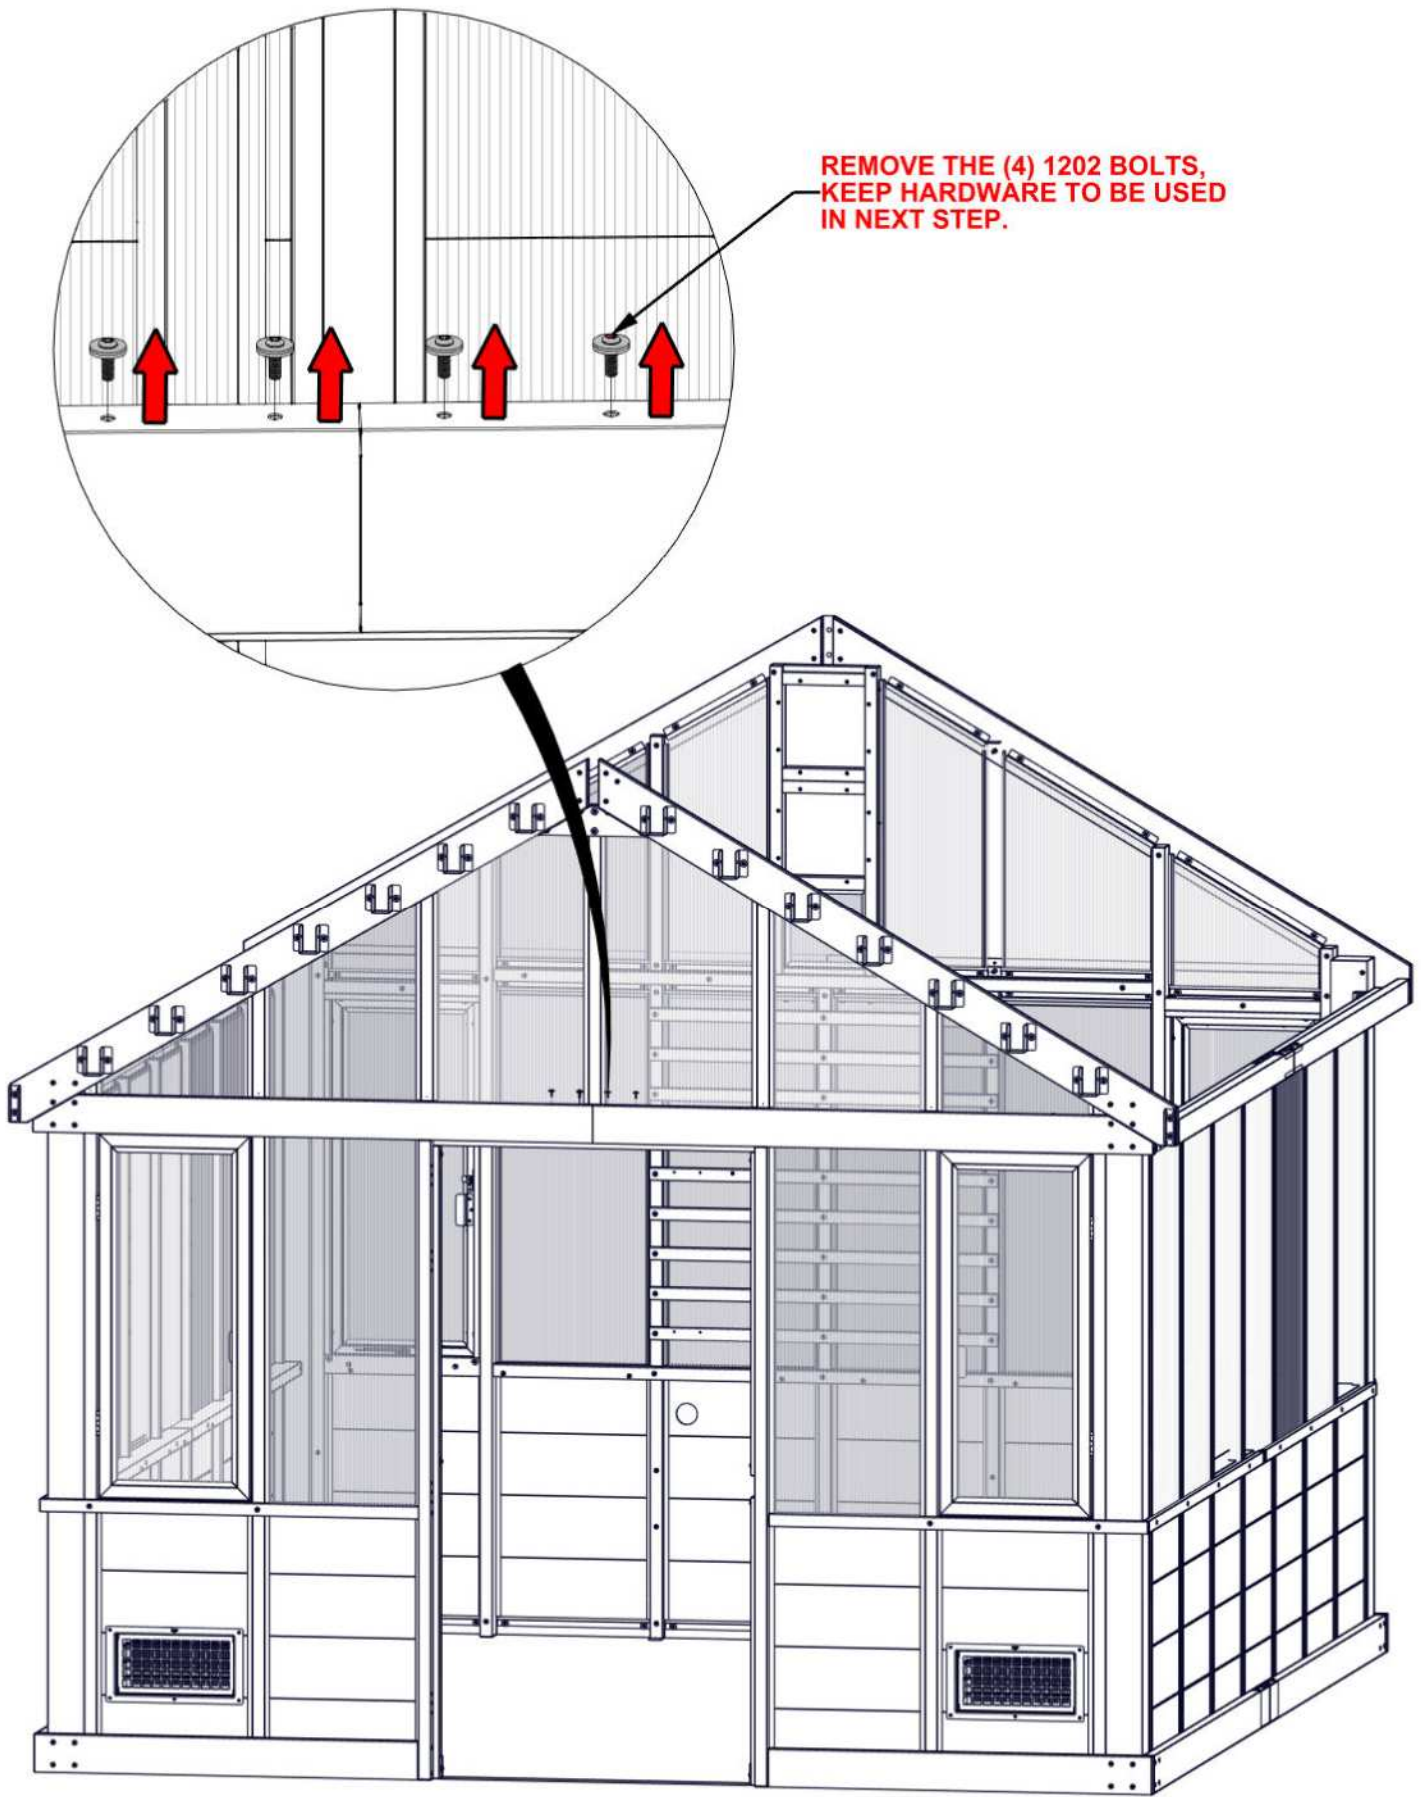 REMOVE THE (4) 1202 BOLTS,
KEEP HARDWARE TO BE USED
IN NEXT STEP.